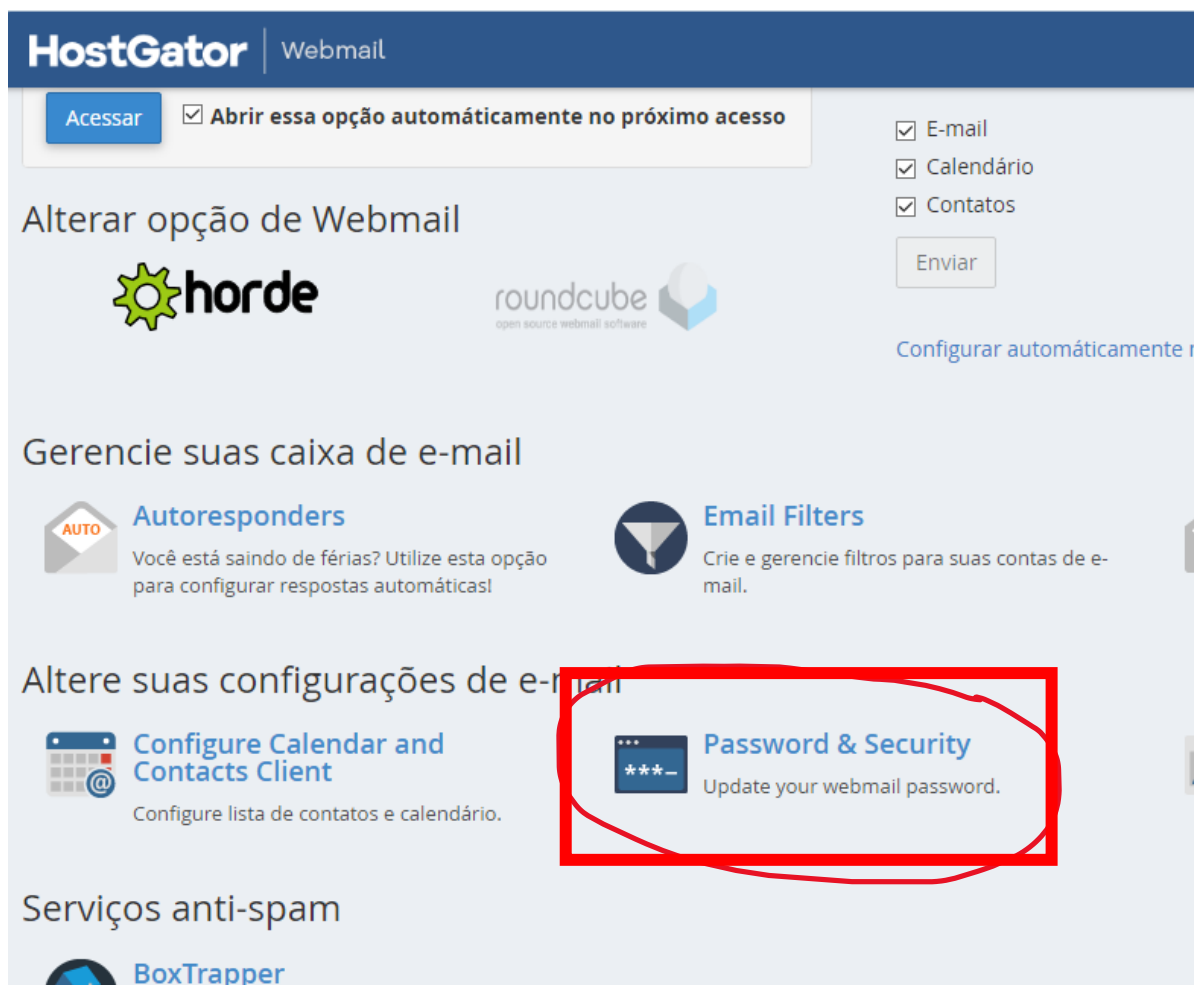 HostGator | Webmail
Acessar
Abrir essa opção automáticamente no próximo acesso
E-mail
Calendário
Contatos
Enviar
Configurar automáticamente
Alterar opção de Webmail
horde
roundcube
open source webmail software
Gerencie suas caixa de e-mail
AUTO
Autoresponders
Você está saindo de férias? Utilize esta opção
para configurar respostas automáticas!
Email Filters
Crie e gerencie filtros para suas contas de e-
mail.
Altere suas configurações de e-mail
@
Configure Calendar and
Contacts Client
Configure lista de contatos e calendário.
***_
Password & Security
Update your webmail password.
Serviços anti-spam
BoxTrapper